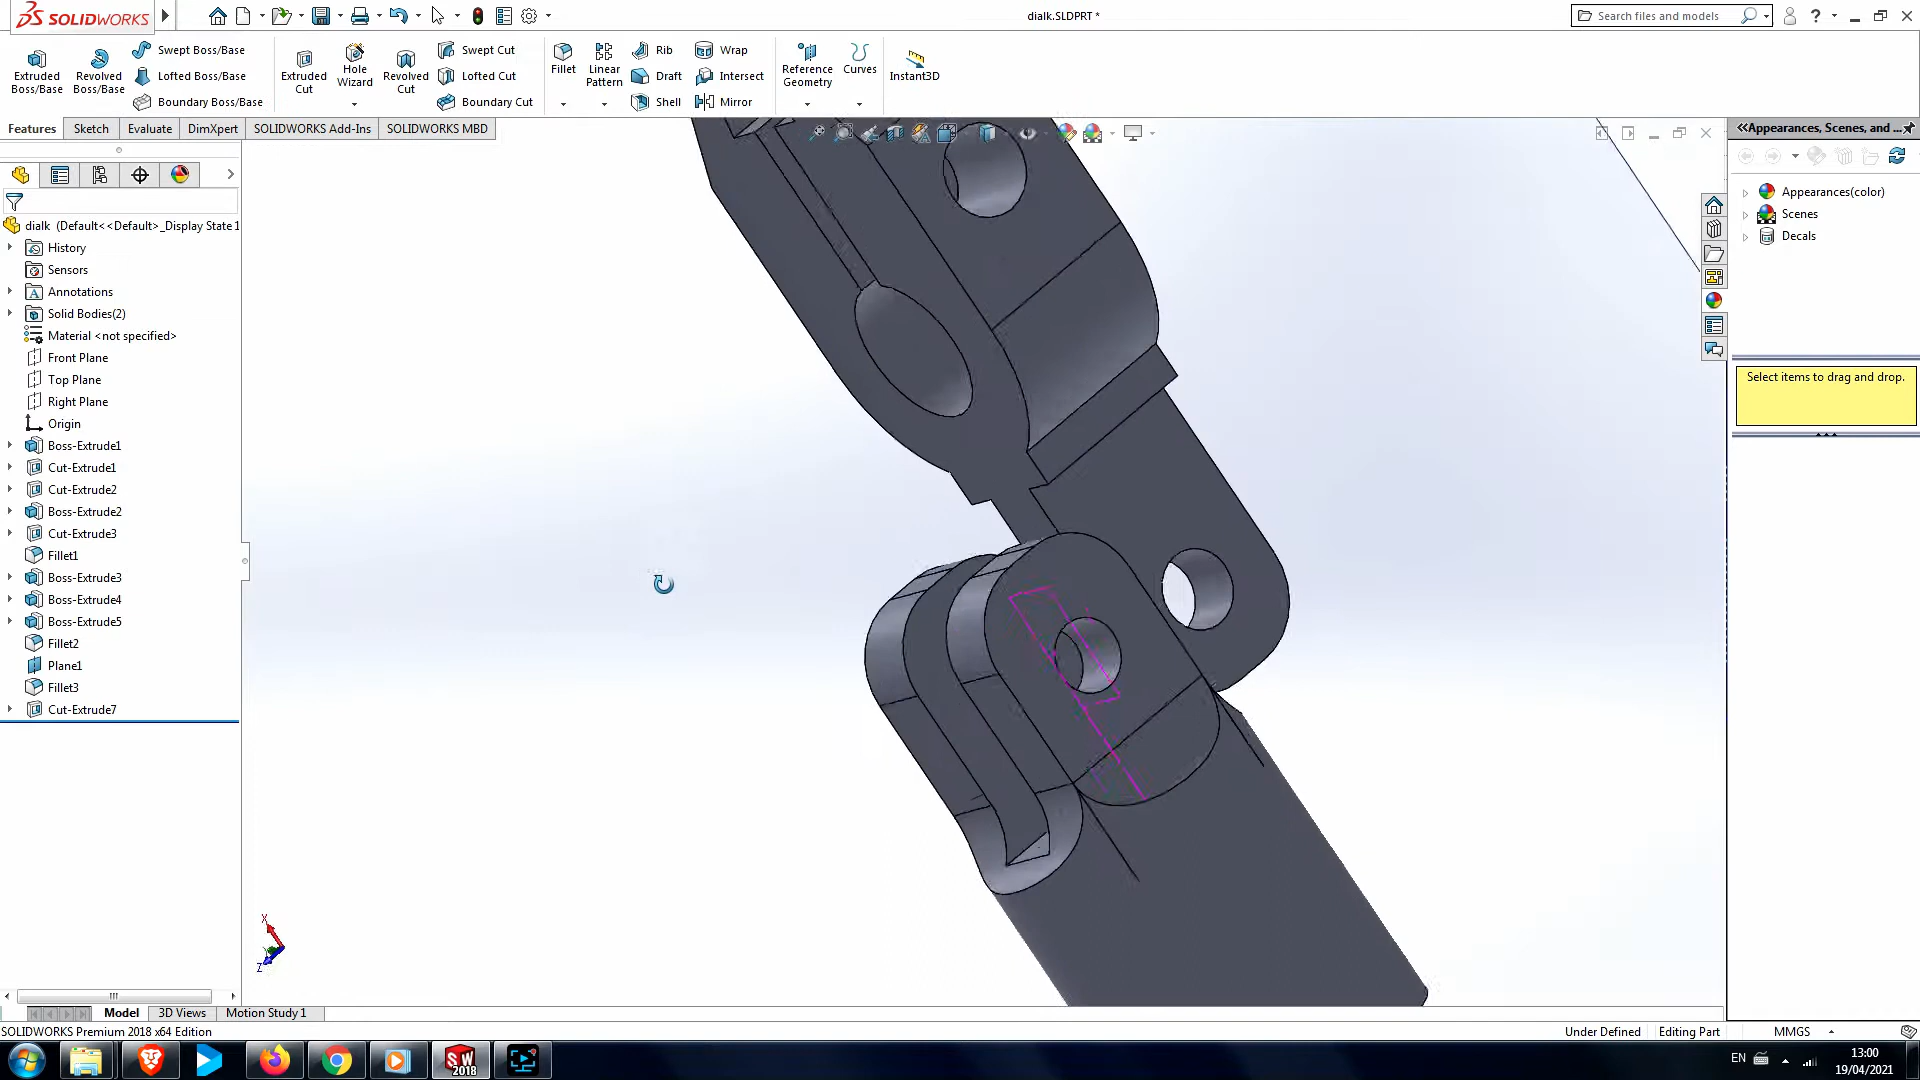 SOLIDWORKS
dialk.SLDPRT *
Search files and models
Extruded Boss/Base
Revolved Boss/Base
Swept Boss/Base
Lofted Boss/Base
Boundary Boss/Base
Extruded Cut
Hole Wizard
Revolved Cut
Swept Cut
Lofted Cut
Boundary Cut
Fillet
Linear Pattern
Rib
Draft
Shell
Wrap
Intersect
Mirror
Reference Geometry
Curves
Instant3D
Features
Sketch
Evaluate
DimXpert
SOLIDWORKS Add-Ins
SOLIDWORKS MBD
dialk (Default<<Default>_Display State 1
History
Sensors
Annotations
Solid Bodies(2)
Material <not specified>
Front Plane
Top Plane
Right Plane
Origin
Boss-Extrude1
Cut-Extrude1
Cut-Extrude2
Boss-Extrude2
Cut-Extrude3
Fillet1
Boss-Extrude3
Boss-Extrude4
Boss-Extrude5
Fillet2
Plane1
Fillet3
Cut-Extrude7
X
Z
Appearances, Scenes, and ...
Appearances(color)
Scenes
Decals
Select items to drag and drop.
Model
3D Views
Motion Study 1
SOLIDWORKS Premium 2018 x64 Edition
Under Defined
Editing Part
MMGS
SW
2018
EN
13:00
19/04/2021